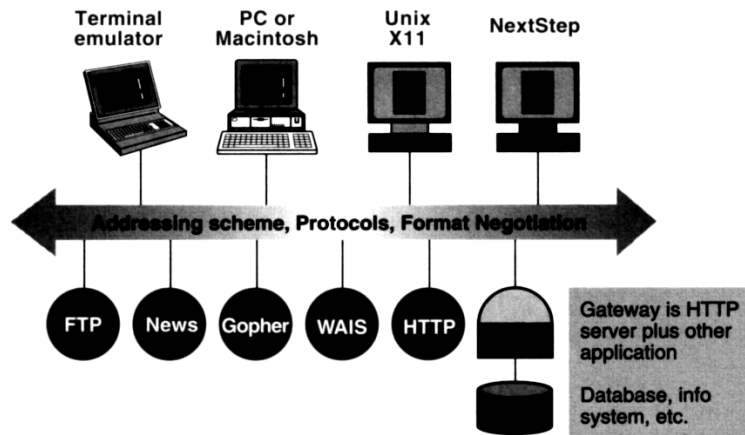 Terminal
emulator
PC or
Macintosh
Unix
X11
NextStep
Addressing scheme, Protocols, Format Negotiation
FTP
News
Gopher
WAIS
HTTP
Gateway is HTTP
server plus other
application
Database, info
system, etc.